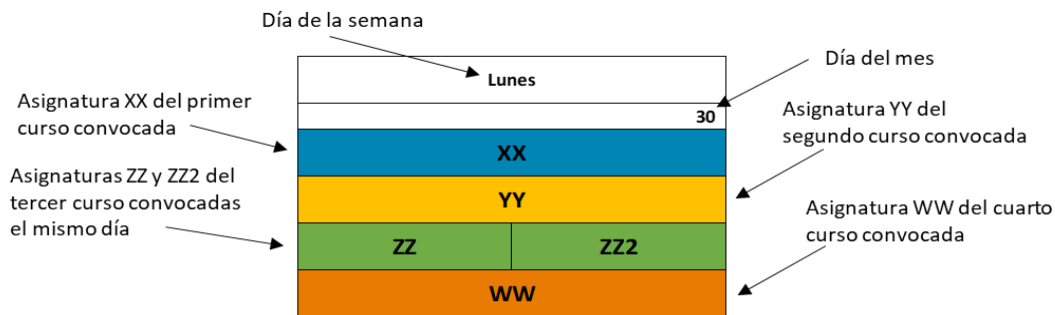 Día de la semana
Lunes
Día del mes
30
Asignatura XX del primer
curso convocada
Asignatura YY del
segundo curso convocada
XX
YY
Asignaturas ZZ y ZZ2 del
tercer curso convocadas
el mismo día
Asignatura WW del cuarto
curso convocada
ZZ
ZZ2
WW